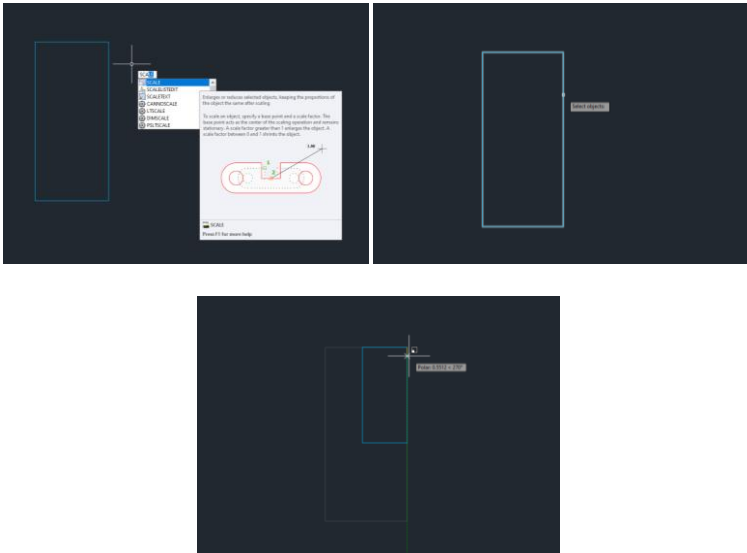 SCALE
SCALE
SCALELISTEDIT
SCALETEXT
CANNOSCALE
LTSCALE
DIMSCALE
PSLTSCALE
Enlarges or reduces selected objects, keeping the proportions of
the object the same after scaling
To scale an object, specify a base point and a scale factor. The
base point acts as the center of the scaling operation and remains
stationary. A scale factor greater than 1 enlarges the object. A
scale factor between 0 and 1 shrinks the object.
1
2
SCALE
Press F1 for more help
Select objects: